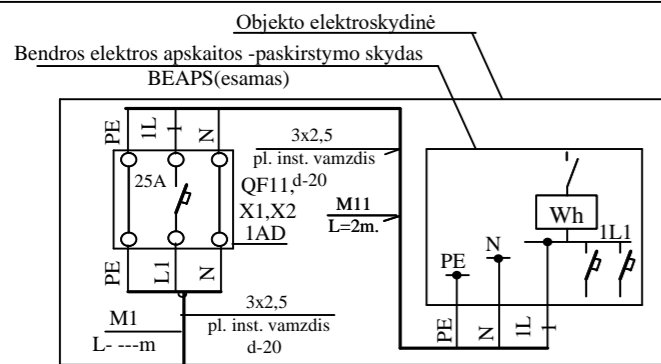 Objekto elektroskydinė
Bendros elektros apskaitos -paskirstymo skydas
BEAPS(esamas)
PE
1L
1
N
3x2,5
pl. inst. vamzdis
d-20
25A
QF11,
X1,X2
1AD
M11
L=2m.
Wh
1L1
PE
N
PE
L1
N
3x2,5
pl. inst. vamzdis
d-20
M1
L- ---m
PE
N
1L
1